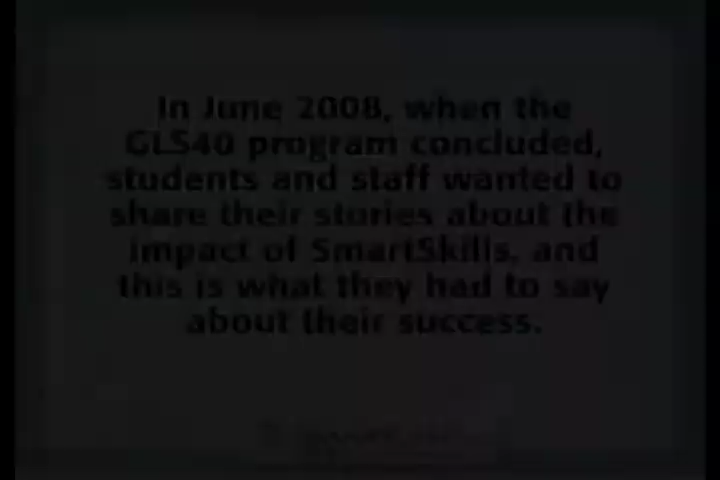 In June 2008, when the
GLS40 program concluded,
students and staff wanted to
share their stories about the
impact of SmartSkills, and
this is what they had to say
about their success.